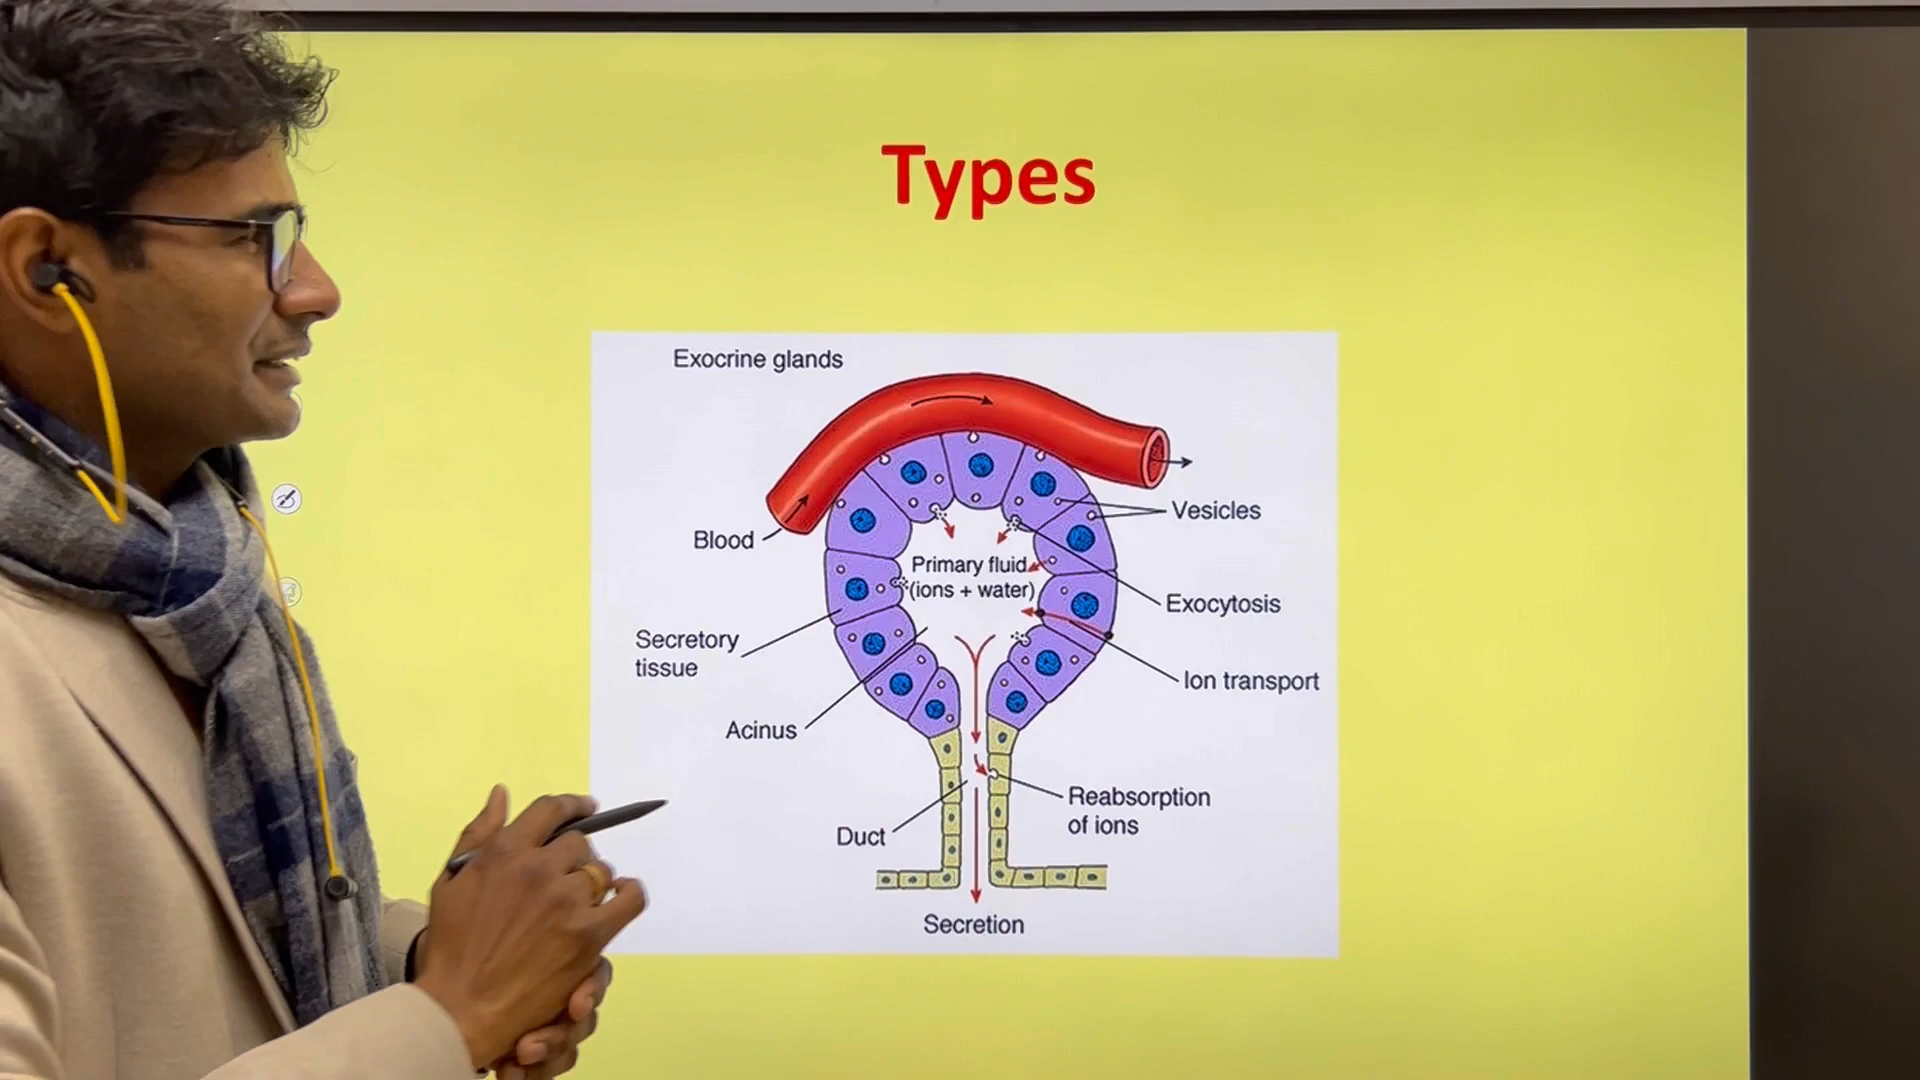 Types
Exocrine glands
Blood
Vesicles
Primary fluid
(ions + water)
Exocytosis
Secretory
tissue
Ion transport
Acinus
Reabsorption
of ions
Duct
Secretion